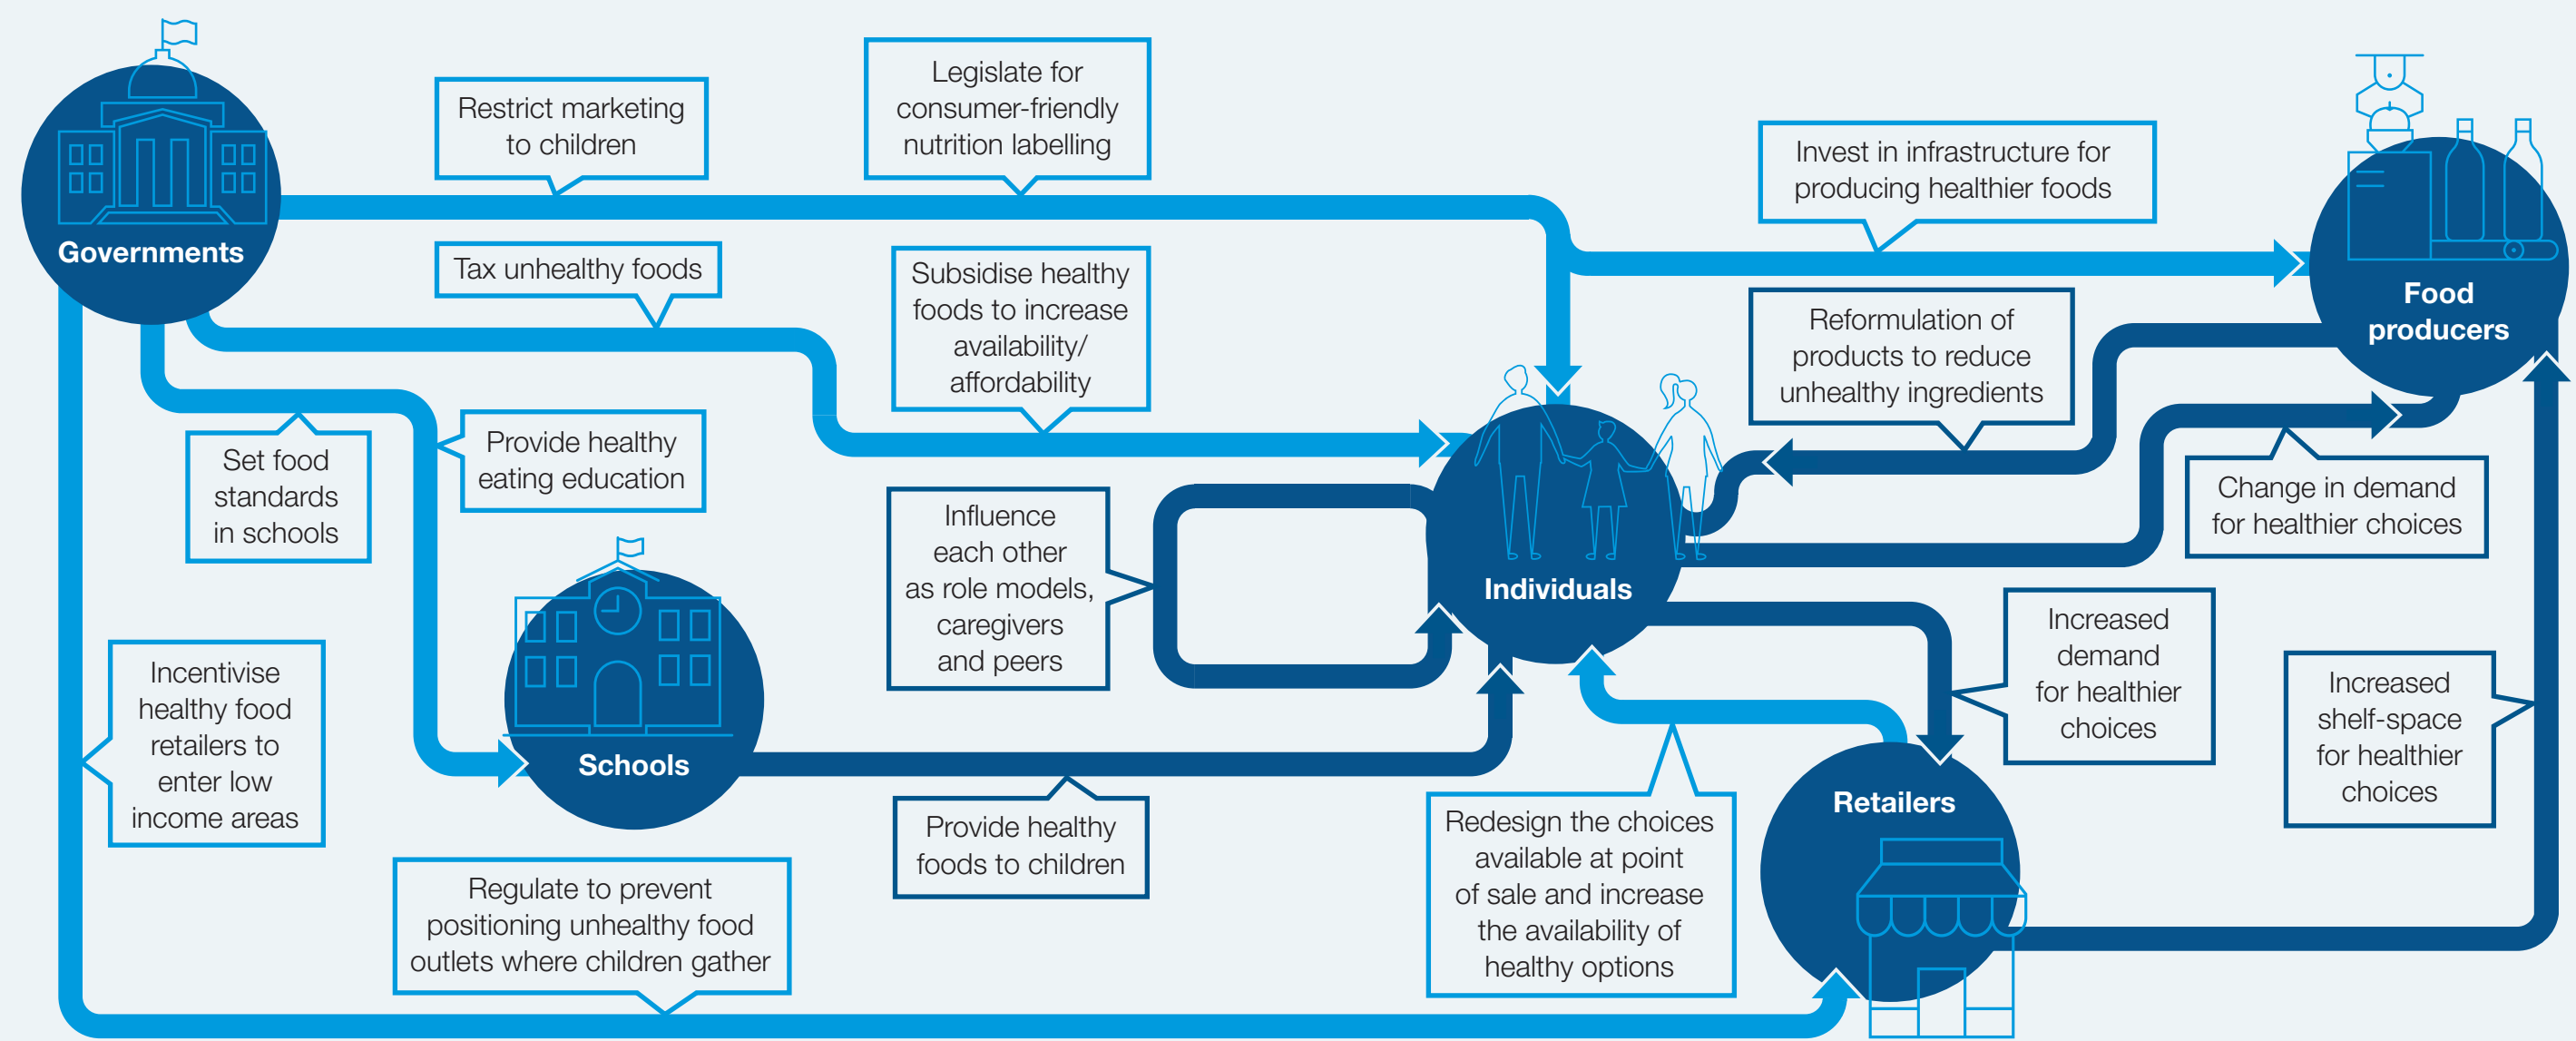 Governments
Restrict marketing
to children
Legislate for
consumer-friendly
nutrition labelling
Invest in infrastructure for
producing healthier foods
Food
producers
Tax unhealthy foods
Subsidise healthy
foods to increase
availability/
affordability
Reformulation of
products to reduce
unhealthy ingredients
Set food
standards
in schools
Provide healthy
eating education
Influence
each other
as role models,
caregivers
and peers
Individuals
Change in demand
for healthier choices
Schools
Increased
demand
for healthier
choices
Increased
shelf-space
for healthier
choices
Incentivise
healthy food
retailers to
enter low
income areas
Provide healthy
foods to children
Redesign the choices
available at point
of sale and increase
the availability of
healthy options
Retailers
Regulate to prevent
positioning unhealthy food
outlets where children gather